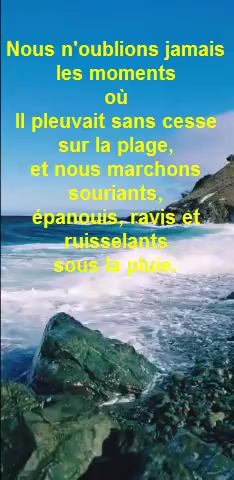 Nous n'oublions jamais
les moments
où
Il pleuvait sans cesse
sur la plage,
et nous marchons
souriants,
épanouis, ravis et
ruisselants
sous la pluie.